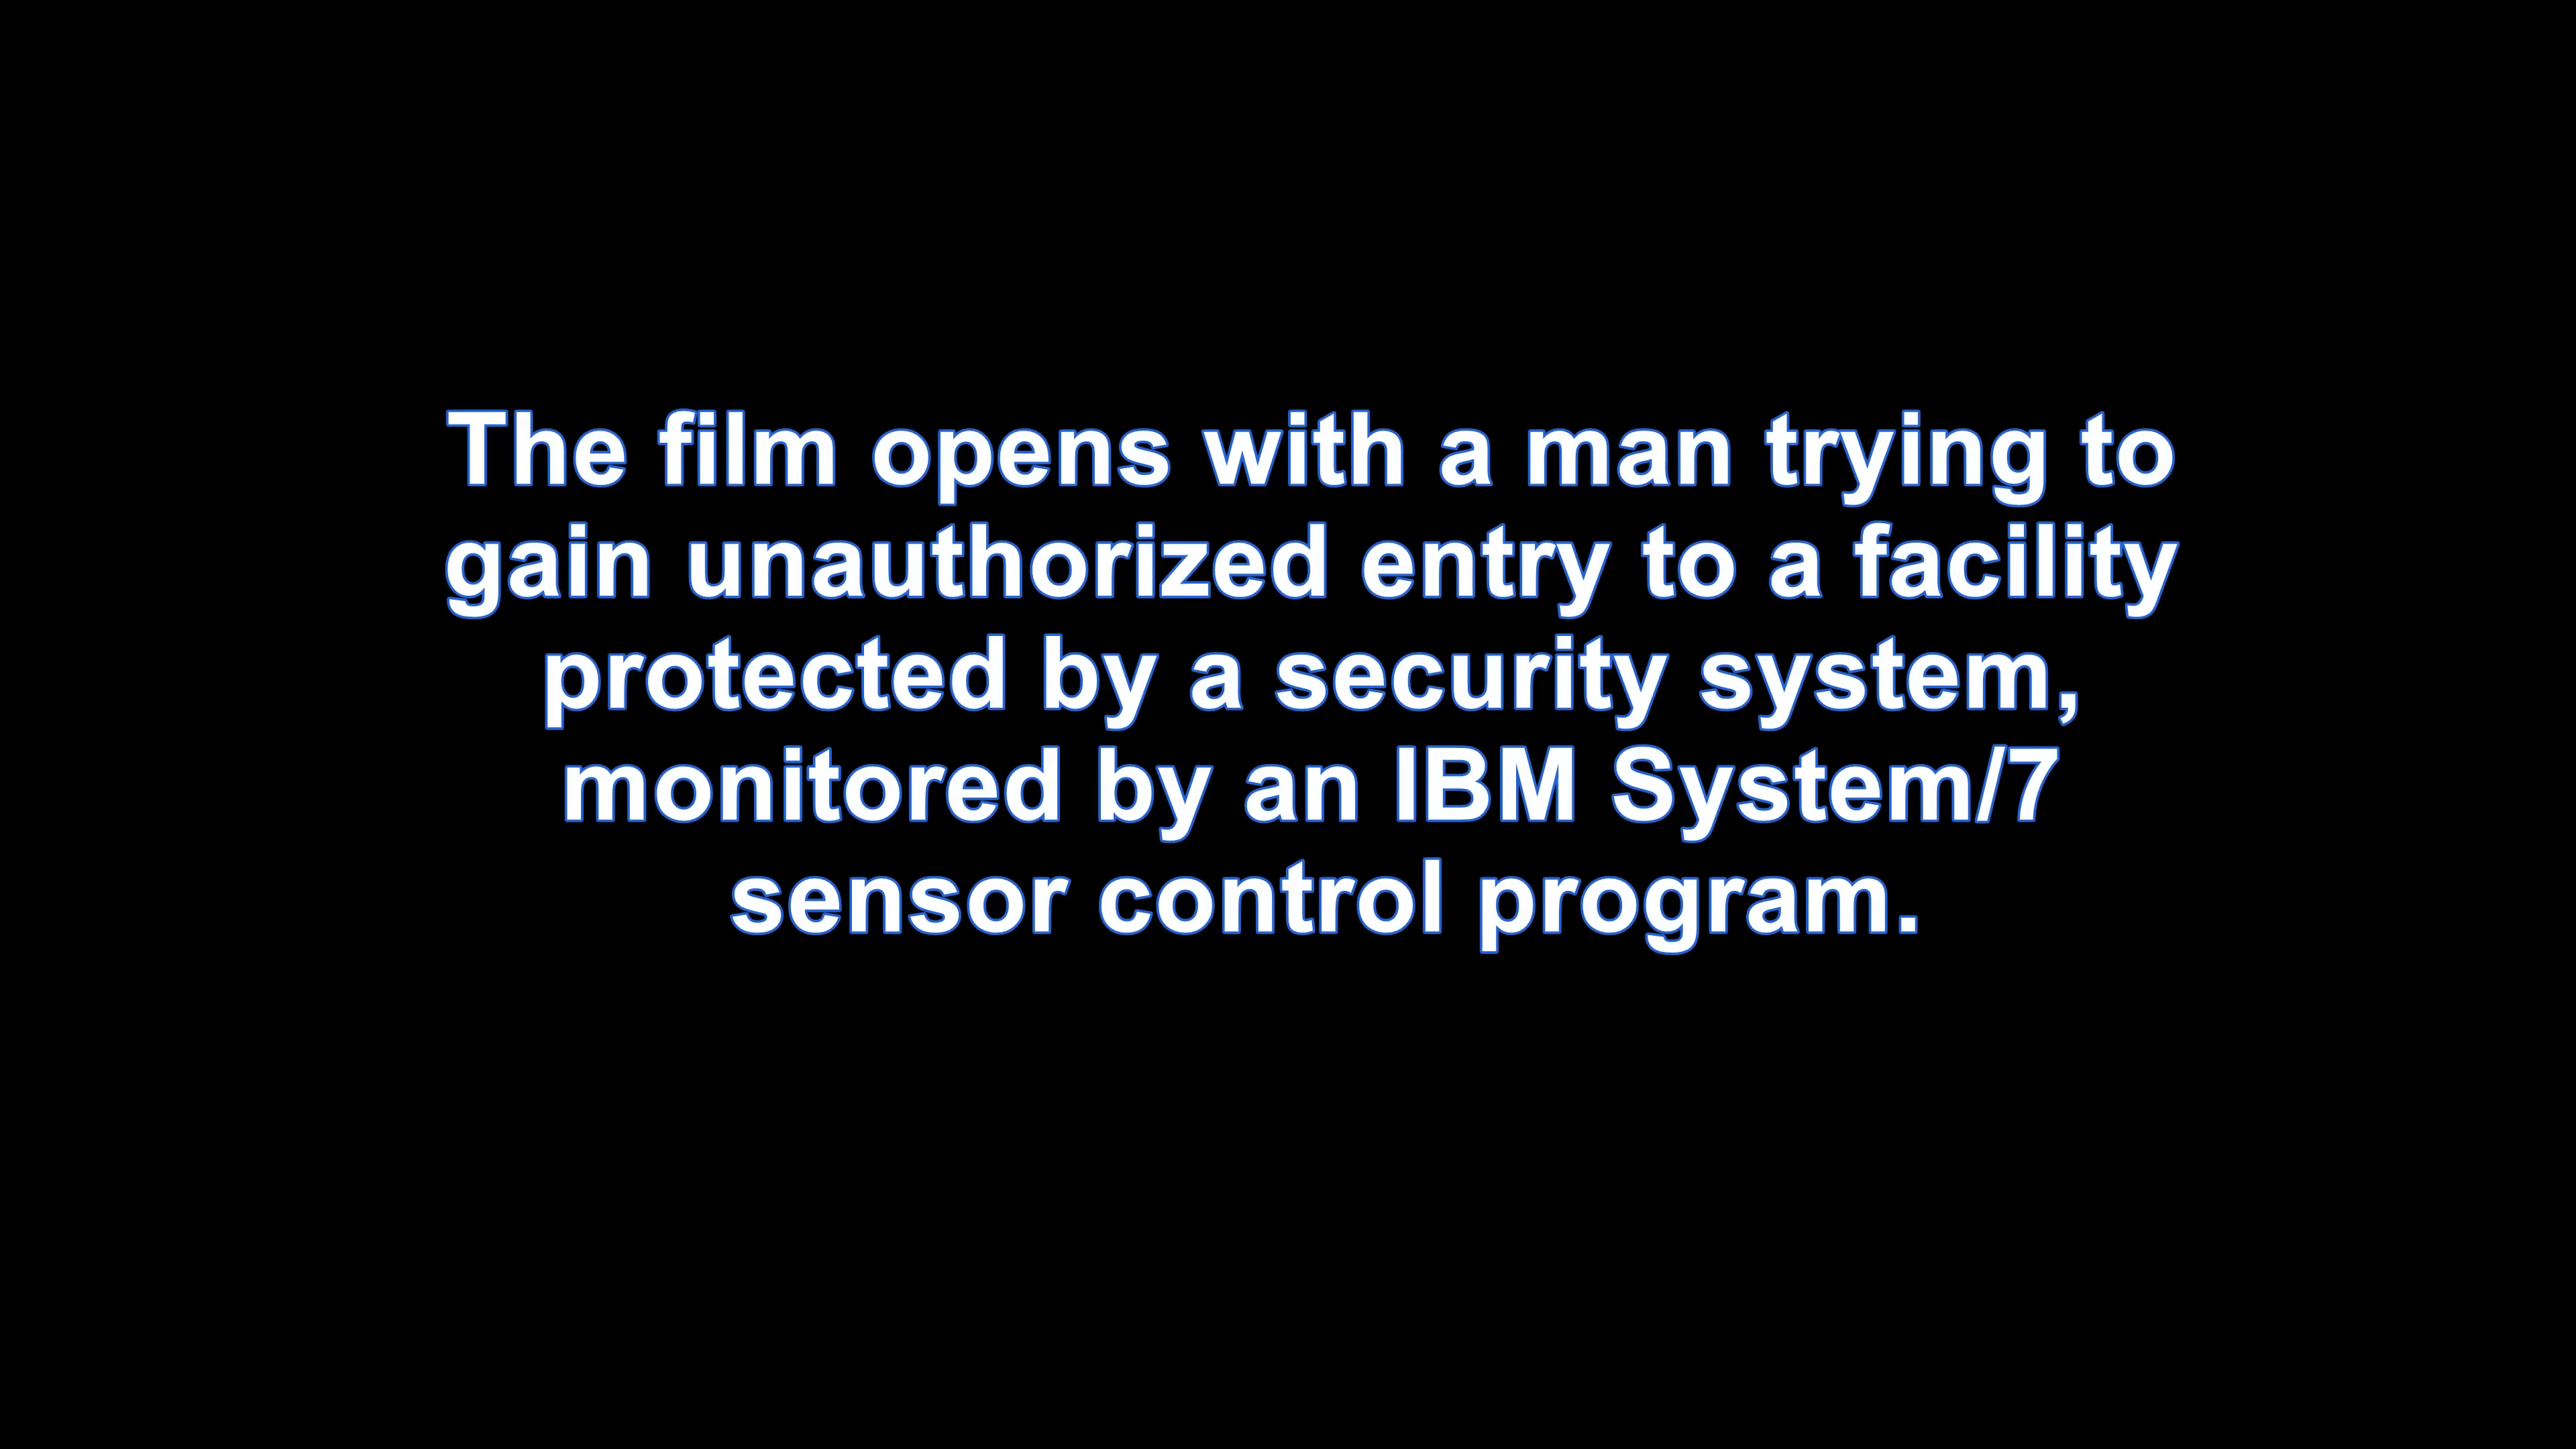 The film opens with a man trying to
gain unauthorized entry to a facility
protected by a security system,
monitored by an IBM System/7
sensor control program.